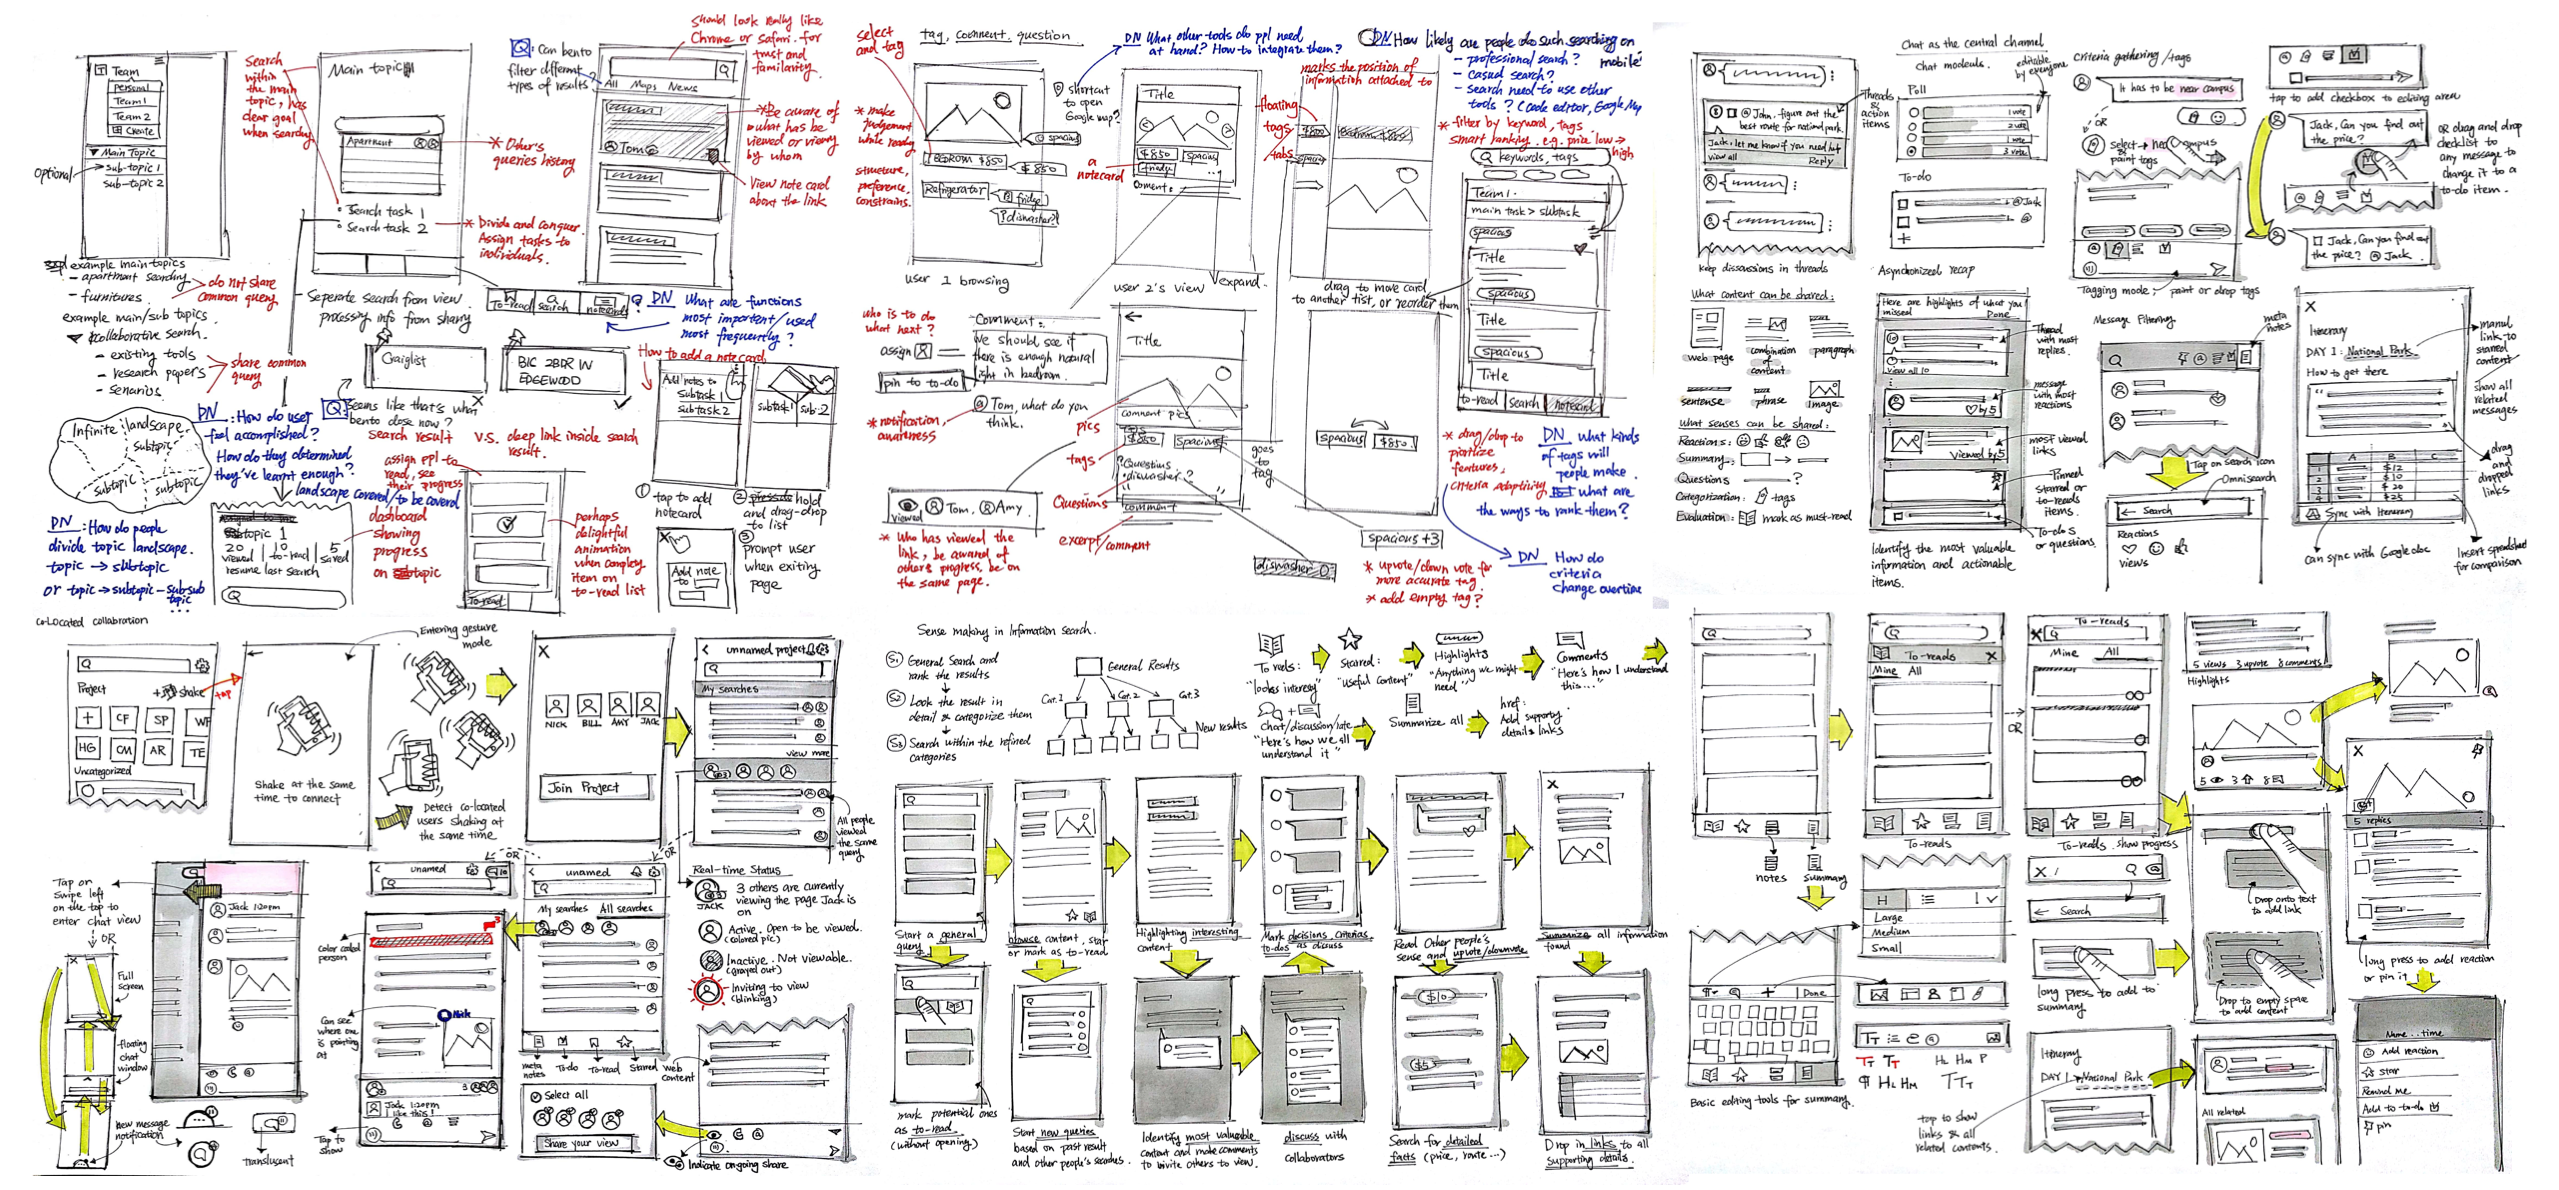 Team
personal
Team 1
Team 2
Create
Main Topic
sub-topic 1
sub-topic 2
optional
Search
within
the main
topic, has
clear goal
when searching
Main topic
Apartment
Search task 1
Search task 2
* Other's
queries history
* Divide and conquer.
Assign tasks to
individuals.
Q: Can bento
filter different
types of results?
Should look really like
Chrome or safari. for
trust and
familiarity.
All Maps News
Tom
* Be aware of
what has be
viewed or viewing
by whom
View note card
about the link
example main topics
- apartment searching
- furnitures.
do not share
common query
example main/sub topics
collaborative search.
- existing tools
- research papers
- senarios.
share common
query
- Seperate search from view.
processing info from sharing
To-read search notecards
Q DN What are functions
most important/used
most frequently?
Craiglist
BIG 2BDR IN
EDGEWOOD
Q: Seems like that's what
bento does now?
Search result
V.S. deep link inside search
result.
How to add a notecard
Add notes to
Subtask 1
Subtask 2
subtask 1 sub:2
① tap to add
notecard
② hold
and drag-drop
to list
③
prompt user
when exiting
page
Add note
to
Infinite landscape
subtopic
subtopic
subtopic
DN: How do user
feel accomplished?
How do they determined
they've learnt enough?
landscape covered/to be covered
DN: How do people
divide topic landscape.
topic → subtopic
or topic → subtopic - subsub
topic
...
subtopic 1
20 10 5
viewed to-read saved
resume last search
dashboard
showing
progress
on topic
assign ppl to
read, see
their progress
To-read
perhaps
delightful
animation
when complete
item on
to-read list
select
and tag
tag, comment, question
DN What other tools do ppl need
at hand? How to integrate them?
shortcut
to open
Google map?
* make
judgement
while reading
structure,
preference,
constrains.
spacious
BEDROOM $850
$850
Refrigerator
fridge
? diswasher?
user 1 browsing
Title
$850 spacious
fridge
Coment:
a
notecard
user 2's view
expand.
marks the position of
information attached to
floating
tags
tabs
$800
drag to move card
to another list, or reorder them
DN How likely are people do such searching on
mobile?
- professional search?
- casual search?
- Search need to use other
tools? (code editor, Google Map
* filter by keyword, tags
smart ranking. e.g. price low →
high
keywords, tags
Team 1.
main task > subtask
spacious
Title
spacious
Title
spacious
Title
to-read search notecard
who is to do
what next?
assign
pin to to-do
* notification,
awareness
Comment:
we should see if
there is enough natural
light in bedroom.
@Tom, what do you
think.
pics
tags
Questions
excerpt/comment
Title
comment pics
$850 Spacious
? Questions
diswasher?
comment
goes
to
tag
viewed Tom, Amy
* Who has viewed the
link, be awared of
other's progress, be on
the same page.
spacious $850
spacious +3
diswasher 0
* drag/drop to
prioritize
features,
criteria adaptivity
DN what kinds
of tags will
people make.
what are
the ways to rank them?
* upvote/down vote for
more accurate tag.
* add empty tag?
DN How do
criteria
change overtime
Chat as the central channel
Chat modeuls.
@John, figure out the
best route for national park.
Jack, let me know if you need help
view all Reply
Threads
&
action
items
keep discussions in threads
editable
by everyone
Poll
1 vote
2 vote
1 vote
3 vote
To-do
@Jack
Criteria gathering / tags
It has to be near campus
OR
select &
paint tags
Tagging mode: paint or drop tags
tap to add checkbox to editing area
Jack, Can you find out
the price?
OR drag and drop
checklist to
any message to
change it to a
to-do item.
Jack, Can you find out
the price? @Jack.
What content can be shared:
web page
combination
of
content
paragraph
sentence
phrase
image
What senses can be shared:
Reactions:
Summary:
Questions ?
Categorization: tags
Evaluation: mark as must-read
Asynchonized recap
Here are highlights of what you
missed Done
view all 10
by 5
Viewed by 5
Thread
with most
replies.
message
with most
reactions
most viewed
links
Pinned
starred or
to-reads
items.
To-do s
or questions.
Identify the most valuable
information and actionable
items.
Message Filtering
meta
notes
Tap on search icon
Omnisearch
Search
Reactions
views
Itinerary
DAY 1: National Park
How to get there
A B C
1 $12
2 $10
3 $20
4 $25
Sync with Itinerary
can sync with Google doc
manul
link to
starred
content
show all
related
messages
drag
and
dropped
links
Insert spreadsheet
for comparison
Co-Located collabration
Project
shake
tap
CF SP WF
HG CM AR TE
Uncategorized
Entering gesture
mode
Shake at the same
time to connect
Detect co-located
users shaking at
the same time
X
NICK BILL AMY JACK
Join Project
unnamed project
My searches
view more
All people
viewed
the same
query
OR
OR
Tap or
swipe left
on the top to
enter chat view
OR
Full
screen
floating
chat
window
new message
notification
translucent
Jack 1:20pm
unnamed
Color coded
person
Can see
where one
is pointing
at
Nick
Jack 1:20pm
like this!
Tap to
show
unnamed
My searches All searches
meta
notes
To-do
To-read
Starred
Select all
Share your view
Indicate ongoing share
Real-time Status
JACK
3 others are currently
viewing the page Jack is
on
Active. Open to be viewed.
(colored pic)
Inactive. Not viewable.
(grayed out)
Inviting to view
(blinking)
web
content
Sense making in Information search.
S1 General Search and
rank the results
S2 Look the result in
detail & categorize them
S3 Search within the refined
categories
General Results
Cat.1 Cat.2 Cat.3
New results
To reads:
"looks interesting"
Starred:
"useful content"
Highlights
"Anything we might
need"
Comments
"Here's how I understand
this..."
Chart/discussion/vote
"Here's how we all
understand it"
Summarize all
href:
Add supporting
details links
Start a general
query
browse content, star
or mark as to-read
Highlighting interesting
content
Mark decisions, criterias,
to-dos as discuss
Read Other people's
sense and upvote/downvote
Summarize all information
found
mark potential ones
as to-read
(without opening)
Start new queries
based on past result
and other people's searches.
Identify most valuable
content and make comments
to invite others to view.
discuss with
collaborators
$10
$5
Search for detailed
facts (price, route...)
Drop in links to all
supporting details.
notes summary
To-reads X
Mine All
To-reads
OR
To-reads
Mine All
To-reads show progress
5 views 3 upvote 8 comments
Highlights
5 3 8
5 replies
long press to add reaction
or pin it
H
Large
Medium
Small
Done
Basic editing tools for summary.
Search
long press to add to
summary.
Drop onto text
to add link
Drop to empty space
to add content
Itinerary
DAY 1 National Park
tap to show
links & all
related contents.
All related
Name.. time
Add reaction
star
Remind me
Add to to-do
pin